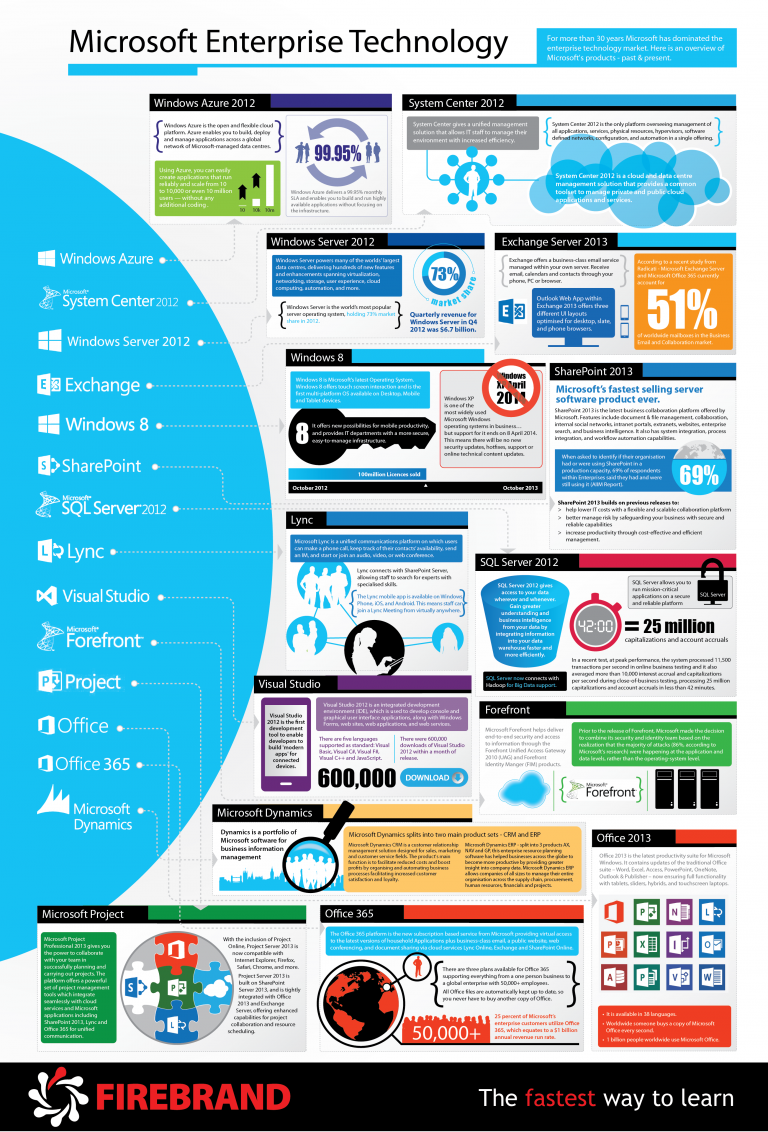 Microsoft Enterprise Technology
For more than 30 years Microsoft has dominated the
enterprise technology market. Here is an overview of
Microsoft's products - past & present.
Windows Azure
Microsoft®
System Center 2012
Windows Server 2012
Exchange
Windows 8
SharePoint
Microsoft®
SQL Server 2012
Lync
Visual Studio
Microsoft®
Forefront
Project
Office
Office 365
Microsoft
Dynamics
Windows Azure 2012
Windows Azure is the open and flexible cloud
platform. Azure enables you to build, deploy
and manage applications across a global
network of Microsoft-managed data centres.
Using Azure, you can easily
create applications that run
reliably and scale from 10
to 10,000 or even 10 million
users — without any
additional coding.
10 10k 10m
99.95%
Windows Azure delivers a 99.95% monthly
SLA and enables you to build and run highly
available applications without focusing on
the infrastructure.
System Center 2012
System Center gives a unified management
solution that allows IT staff to manage their
environment with increased efficiency.
System Center 2012 is the only platform overseeing management of
all applications, services, physical resources, hypervisors, software
defined networks, configuration, and automation in a single offering.
System Center 2012 is a cloud and data centre
management solution that provides a common
toolset to manage private and public cloud
applications and services.
Windows Server 2012
Windows Server powers many of the worlds' largest
data centres, delivering hundreds of new features
and enhancements spanning virtualization,
networking, storage, user experience, cloud
computing, automation, and more.
Windows Server is the world's most popular
server operating system, holding 73% market
share in 2012.
73%
market share
Quarterly revenue for
Windows Server in Q4
2012 was $6.7 billion.
Exchange Server 2013
Exchange offers a business-class email service
managed within your own server. Receive
email, calendars and contacts through your
phone, PC or browser.
Outlook Web App within
Exchange 2013 offers three
different UI layouts
optimised for desktop, date,
and phone browsers.
According to a recent study from
Radicati - Microsoft Exchange Server
and Microsoft Office 365 currently
account for
51%
of worldwide mailboxes in the Business
Email and Collaboration market.
Windows 8
Windows 8 is Microsoft's latest Operating System.
Windows 8 offers touch screen interaction and is the
first multi-platform OS available on Desktop, Mobile
and Tablet devices.
8
It offers new possibilities for mobile productivity,
and provides IT departments with a more secure,
easy-to-manage infrastructure.
100million Licences sold
October 2012
October 2013
Windows
XP April
2014
Windows XP
is one of the
most widely used
Microsoft Windows
operating systems in business…
but support for it ends on 8 April 2014.
This means there will be no new
security updates, hotfixes, support or
online technical content updates.
SharePoint 2013
Microsoft's fastest selling server
software product ever.
SharePoint 2013 is the latest business collaboration platform offered by
Microsoft. Features include document & file management, collaboration,
internal social networks, intranet portals, extranets, websites, enterprise
search, and business intelligence. It also has system integration, process
integration, and workflow automation capabilities.
When asked to identify if their organisation
had or were using SharePoint in a
production capacity, 69% of respondents
within Enterprises said they had and were
still using it (AIIM Report).
69%
SharePoint 2013 builds on previous releases to:
> help lower IT costs with a flexible and scalable collaboration platform
> better manage risk by safeguarding your business with secure and
reliable capabilities
> increase productivity through cost-effective and efficient
management.
Lync
Microsoft Lync is a unified communications platform on which users
can make a phone call, keep track of their contacts' availability, send
an IM, and start or join an audio, video, or web conference.
Lync connects with SharePoint Server,
allowing staff to search for experts with
specialised skills.
The Lync mobile app is available on Windows
Phone, iOS, and Android. This means staff can
join a Lync Meeting from virtually anywhere.
SQL Server 2012
SQL Server 2012 gives
access to your data
wherever and whenever.
Gain greater
understanding and
business intelligence
from your data by
integrating information
into your data
warehouse faster and
more efficiently.
SQL Server now connects with
Hadoop for Big Data support.
SQL Server allows you to
run mission-critical
applications on a secure
and reliable platform
SQL Server
42:00
= 25 million
capitalizations and account accruals
In a recent test, at peak performance, the system processed 11,500
transactions per second in online business testing and it also
averaged more than 10,000 interest accrual and capitalizations
per second during close of business testing, processing 25 million
capitalizations and account accruals in less than 42 minutes.
Visual Studio
Visual Studio
2012 is the first
development
tool to enable
developers to
build 'modern
apps' for
connected
devices.
Visual Studio 2012 is an integrated development
environment (IDE), which is used to develop console and
graphical user interface applications, along with Windows
Forms, web sites, web applications, and web services.
There are five languages
supported as standard: Visual
Basic, Visual C#, Visual F#,
Visual C++ and JavaScript.
There were 600,000
downloads of Visual Studio
2012 within a month of
release.
600,000
DOWNLOAD
Forefront
Microsoft Forefront helps deliver
end-to-end security and access
to information through the
Forefront Unified Access Gateway
2010 (UAG) and Forefront
Identity Manger (FIM) products.
Prior to the release of Forefront, Microsoft made the decision
to combine its security and identity team based on the
realization that the majority of attacks (86%, according to
Microsoft's research) were happening at the application and
data levels, rather than the operating-system level.
Microsoft®
Forefront
Microsoft Dynamics
Dynamics is a portfolio of
Microsoft software for
business information
management
Microsoft Dynamics splits into two main product sets - CRM and ERP
Microsoft Dynamics CRM is a customer relationship
management solution designed for sales, marketing
and customer service fields. The product's main
function is to facilitate reduced costs and boost
profits by organising and automating business
processes facilitating increased customer
satisfaction and loyalty.
Microsoft Dynamics ERP - split into 3 products AX,
NAV and GP, this enterprise resource planning
software has helped businesses across the globe to
become more productive by providing greater
insight into company data. Microsoft Dynamics ERP
allows companies of all sizes to manage their entire
organisation across the supply chain, procurement,
human resources, financials and projects.
Office 2013
Office 2013 is the latest productivity suite for Microsoft
Windows. It contains updates of the traditional Office
suite - Word, Excel, Access, PowerPoint, OneNote,
Outlook & Publisher - now ensuring full functionality
with tablets, sliders, hybrids, and touchscreen laptops.
• It is available in 38 languages.
• Worldwide someone buys a copy of Microsoft
Office every second.
• 1 billion people worldwide use Microsoft Office.
Microsoft Project
Microsoft Project
Professional 2013 gives you
the power to collaborate
with your team in
successfully planning and
carrying out projects. The
platform offers a powerful
set of project management
tools which integrate
seamlessly with cloud
services and Microsoft
applications including
SharePoint 2013, Lync and
Office 365 for unified
communication.
With the inclusion of Project
Online, Project Server 2013 is
now compatible with
Internet Explorer, Firefox,
Safari, Chrome, and more.
Project Server 2013 is
built on SharePoint
Server 2013, and is tightly
integrated with Office
2013 and Exchange
Server, offering enhanced
capabilities for project
collaboration and resource
scheduling.
Office 365
The Office 365 platform is the new subscription based service from Microsoft providing virtual access
to the latest versions of household Applications plus business-class email, a public website, web
conferencing, and document sharing via cloud services Lync Online, Exchange and SharePoint Online.
There are three plans available for Office 365
supporting everything from a one person business to
a global enterprise with 50,000+ employees.
All Office files are automatically kept up to date, so
you never have to buy another copy of Office.
50,000+
25 percent of Microsoft's
enterprise customers utilize Office
365, which equates to a $1 billion
annual revenue run rate.
FIREBRAND
The fastest way to learn